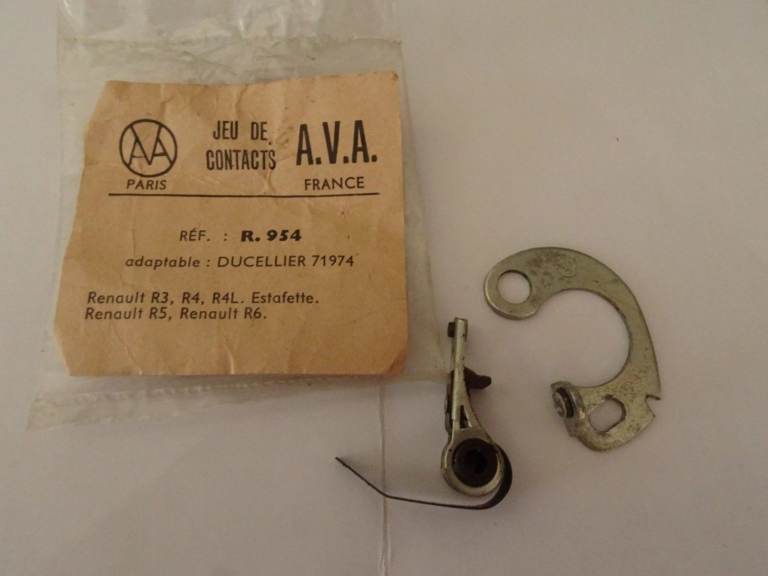 AVA
JEU DE
CONTACTS A.V.A.
PARIS FRANCE
RÉF. : R. 954
adaptable : DUCELLIER 71974
Renault R3, R4, R4L. Estafette.
Renault R5, Renault R6.